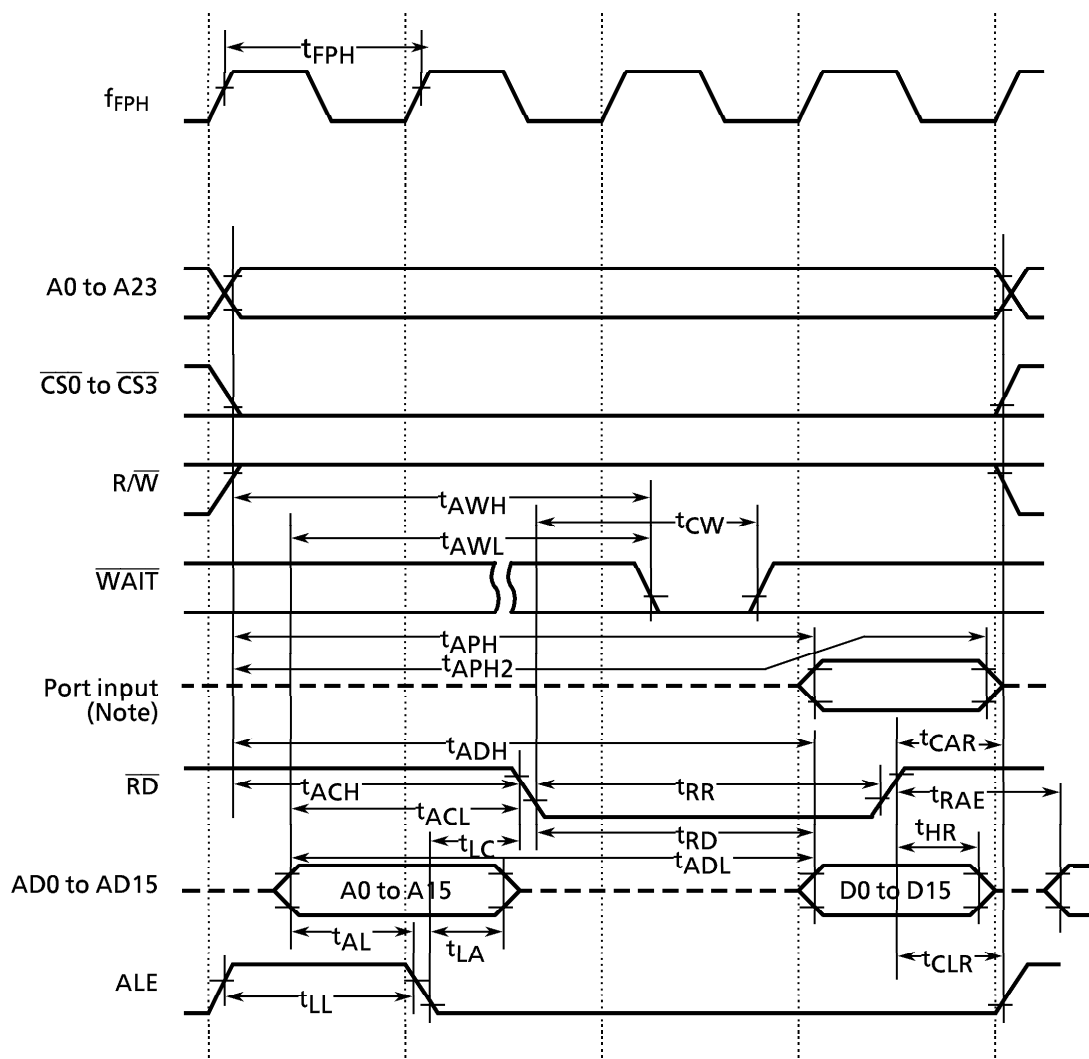 tFPH
fFPH
A0 to A23
CS0 to CS3
R/W
tAWH
tCW
tAWL
WAIT
tAPH
tAPH2
Port input
(Note)
tCAR
tADH
RD
tACH
tRR
tRAE
tACL
tRD
tHR
tLC
tADL
AD0 to AD15
A0 to A15
D0 to D15
tAL
tLA
tCLR
ALE
tLL